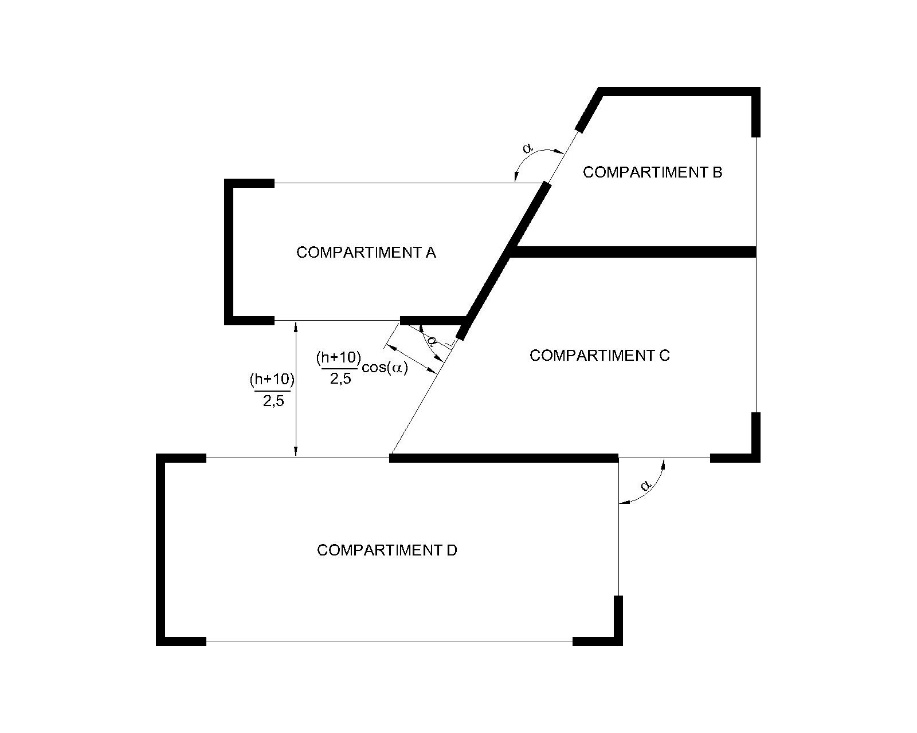 α
COMPARTIMENT B
COMPARTIMENT A
α
(h+10)
2,5
cos(α)
COMPARTIMENT C
(h+10)
2,5
α
COMPARTIMENT D